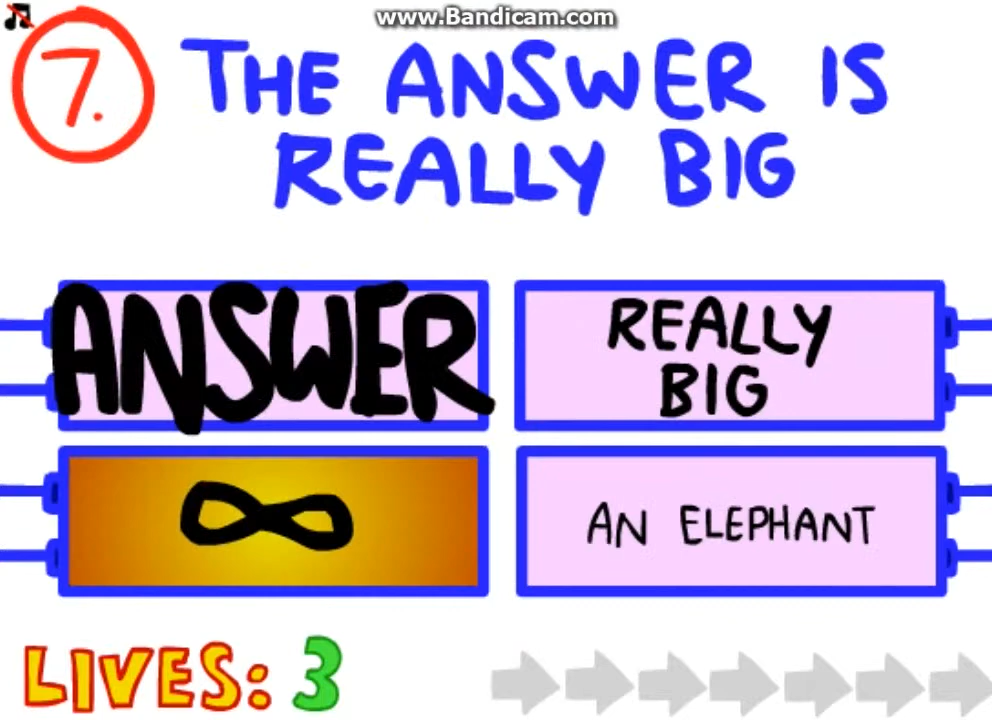 www.Bandicam.com
7.
THE ANSWER IS
REALLY BIG
ANSWER
REALLY
BIG
∞
AN ELEPHANT
LIVES: 3